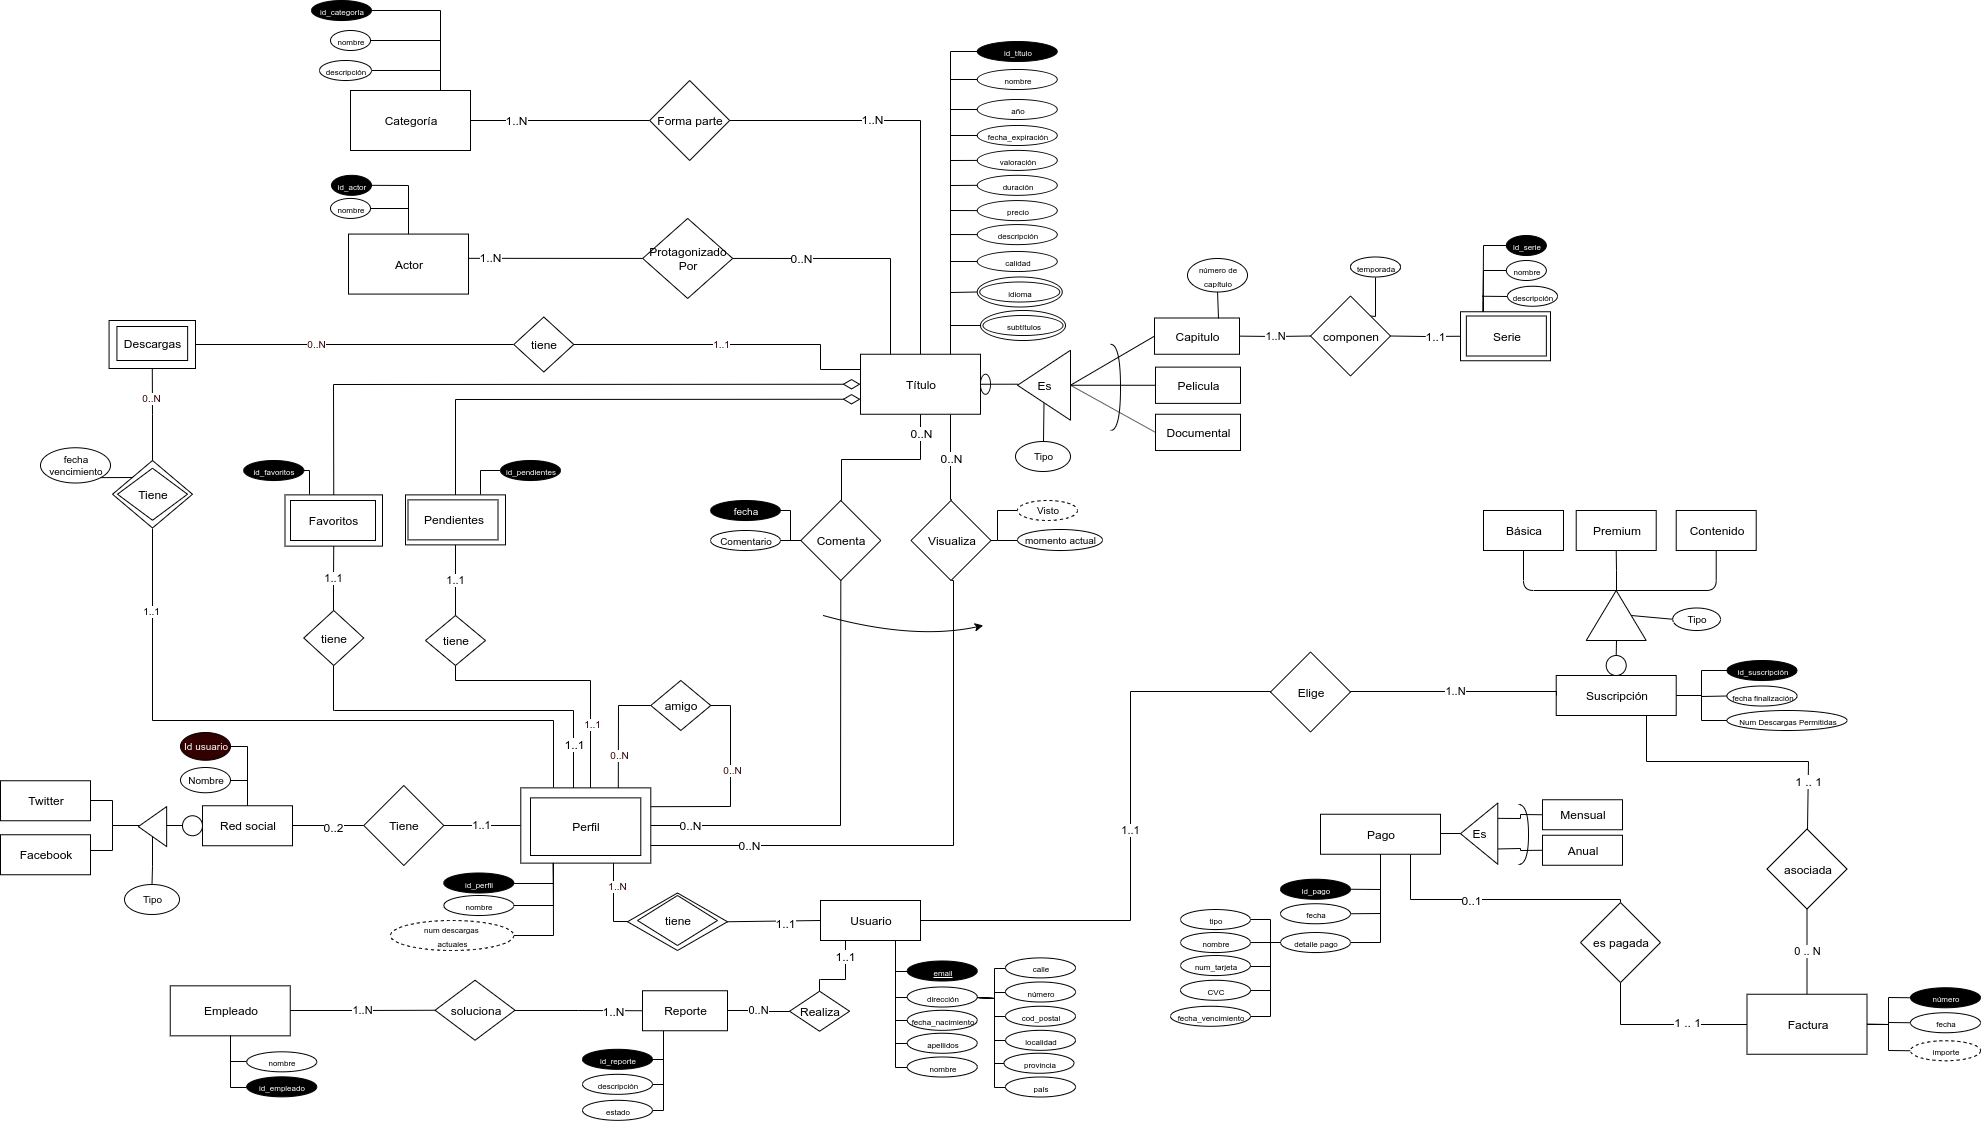 id_categoría
nombre
descripción
Categoría
1..N
Forma parte
1..N
id_actor
nombre
Actor
1..N
Protagonizado
Por
0..N
id_título
nombre
año
fecha_expiración
valoración
duración
precio
descripción
calidad
idioma
subtítulos
Descargas
0..N
tiene
1..1
Título
Es
Tipo
número de
capítulo
Capitulo
1..N
temporada
componen
1..1
id_serie
nombre
descripción
Serie
Pelicula
Documental
0..N
fecha
vencimiento
Tiene
1..1
id_favoritos
Favoritos
1..1
tiene
1..1
id_pendientes
Pendientes
1..1
tiene
1..1
0..N
0..N
fecha
Comentario
Comenta
Visualiza
Visto
momento actual
amigo
0..N
0..N
0..N
0..N
Básica
Premium
Contenido
Tipo
Elige
1..N
1..1
Suscripción
id_suscripción
fecha finalización
Num Descargas Permitidas
1 .. 1
asociada
0 .. N
Id usuario
Nombre
Twitter
Facebook
Tipo
Red social
0..2
Tiene
1..1
Perfil
id_perfil
nombre
num descargas
actuales
1..N
tiene
1..1
Usuario
email
dirección
fecha_nacimiento
apellidos
nombre
calle
número
cod_postal
localidad
provincia
país
1..1
Realiza
0..N
Reporte
id_reporte
descripción
estado
1..N
soluciona
1..N
Empleado
nombre
id_empleado
Pago
Es
Mensual
Anual
id_pago
fecha
detalle pago
tipo
nombre
num_tarjeta
CVC
fecha_vencimiento
0..1
es pagada
1 .. 1
Factura
número
fecha
importe